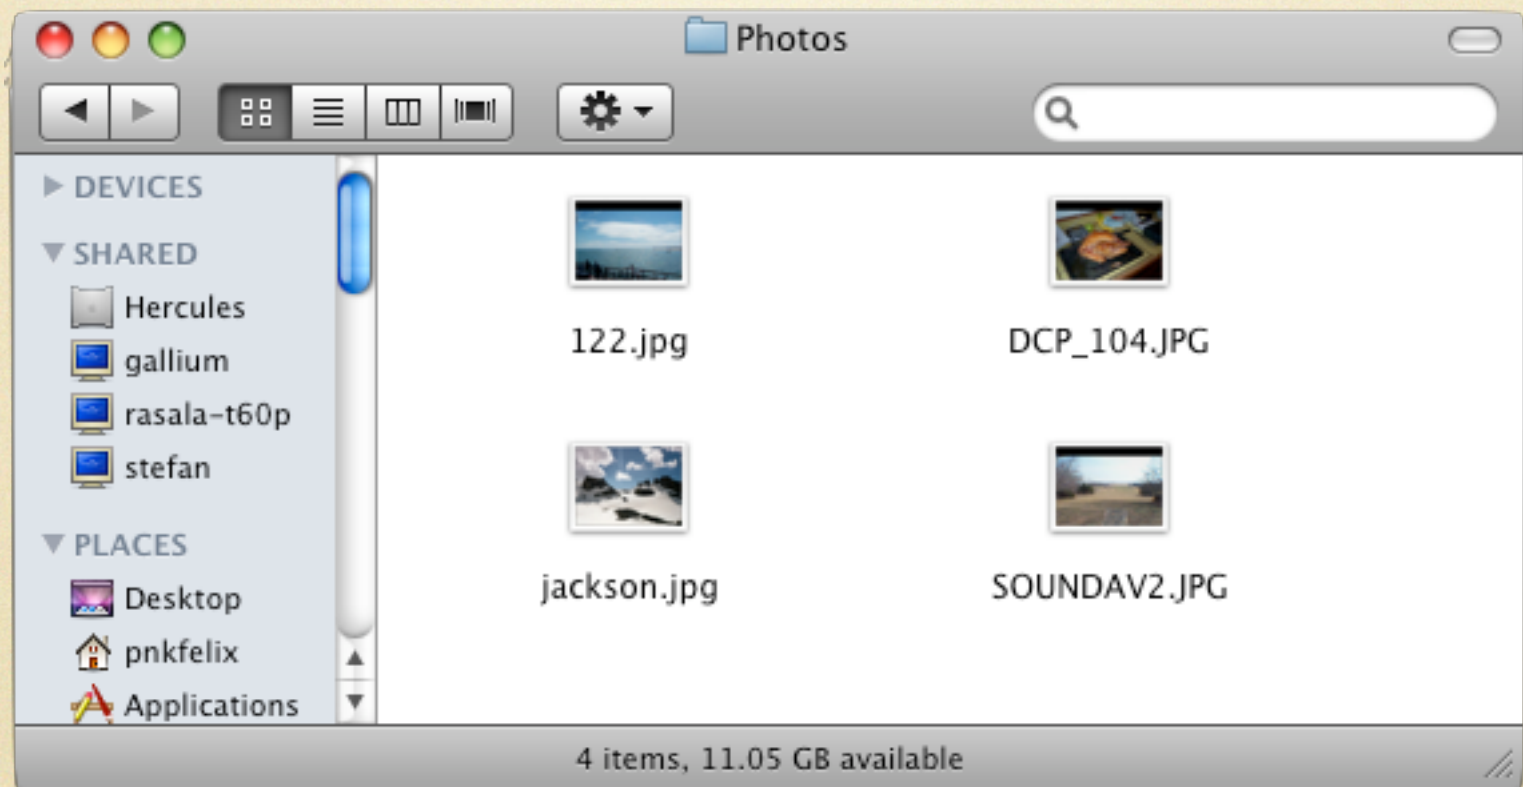 Photos
DEVICES
SHARED
Hercules
gallium
rasala-t60p
stefan
PLACES
Desktop
pnkfelix
Applications
122.jpg
DCP_104.JPG
jackson.jpg
SOUNDAV2.JPG
4 items, 11.05 GB available